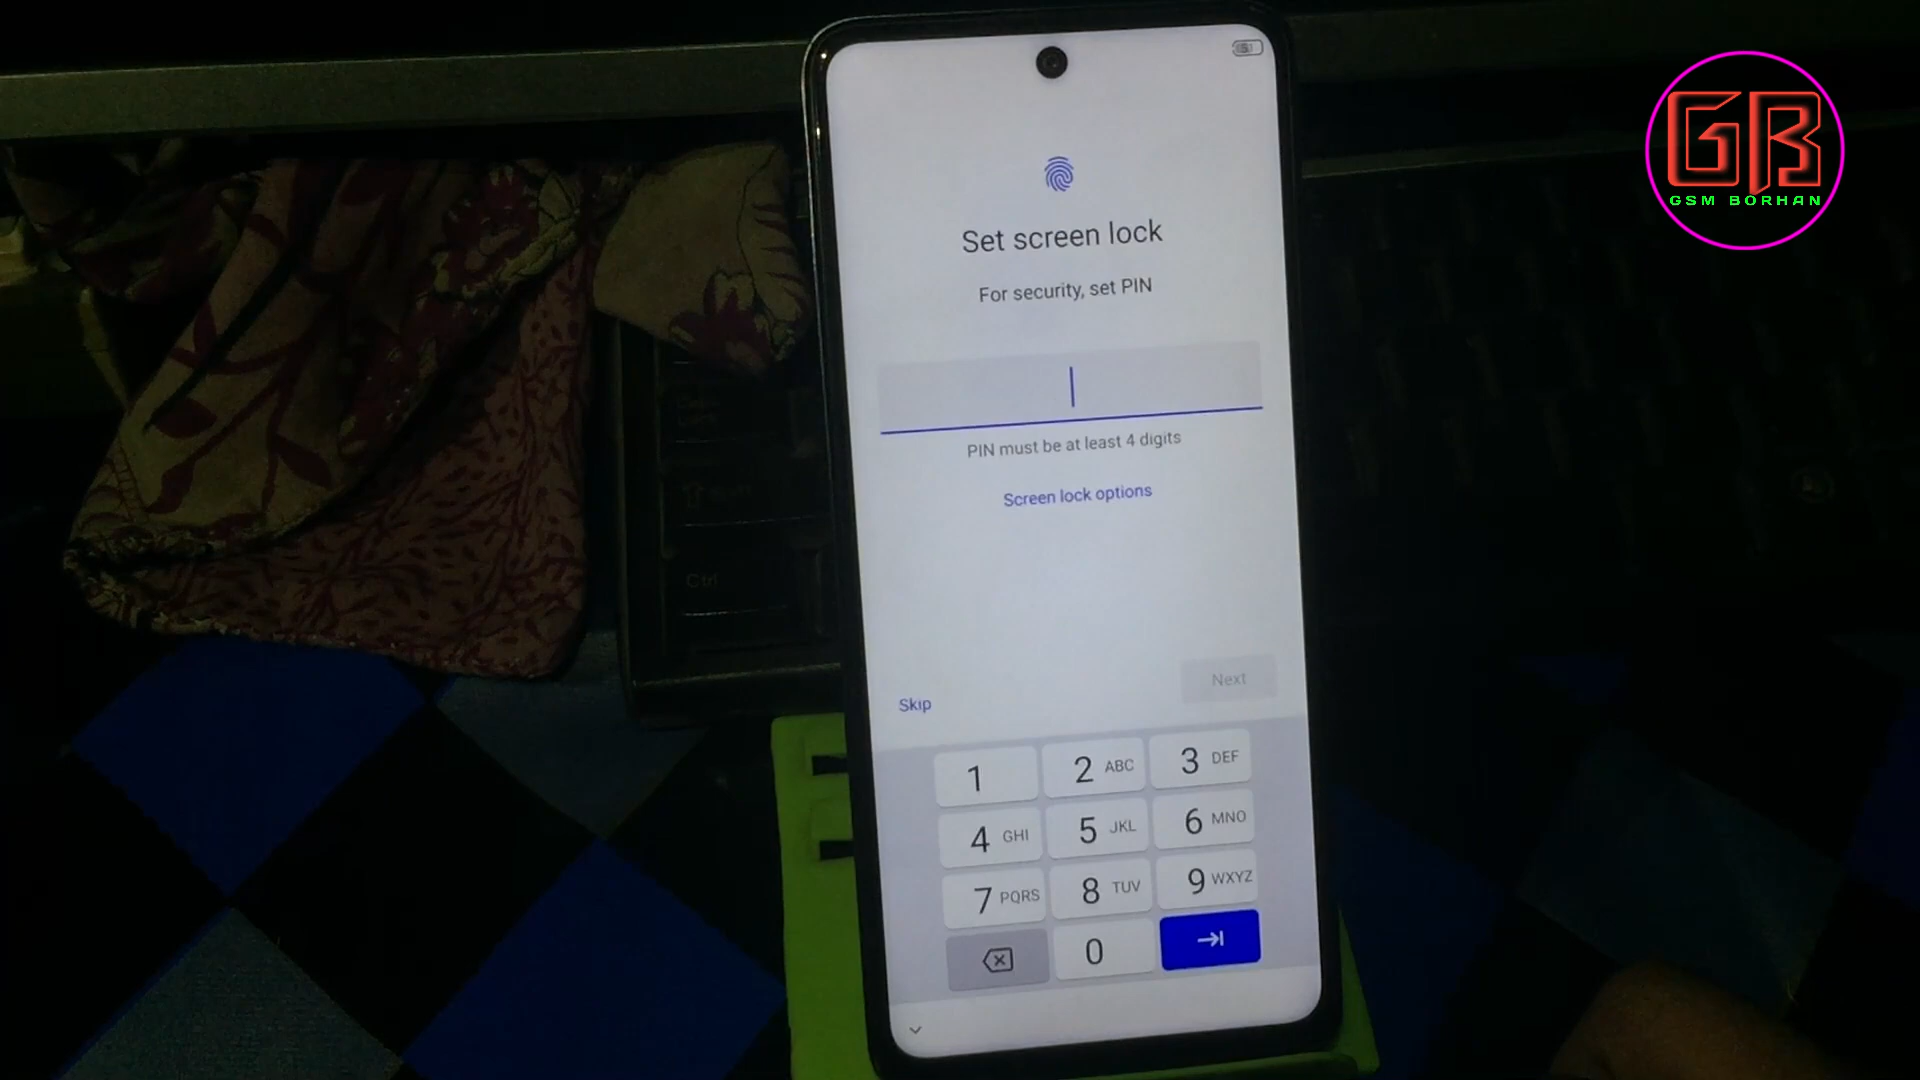 GB
GSM BORHAN
Set screen lock
For security, set PIN
PIN must be at least 4 digits
Screen lock options
Skip
Next
1
2 ABC
3 DEF
4 GHI
5 JKL
6 MNO
7 PQRS
8 TUV
9 WXYZ
0
Ctrl